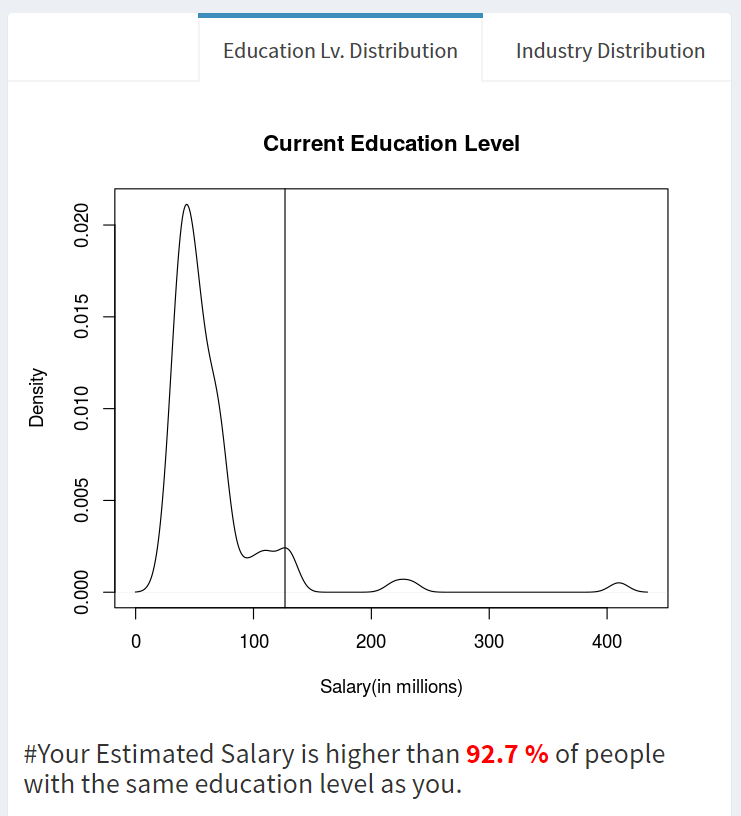 Education Lv. Distribution
Industry Distribution
Current Education Level
0.020
0.015
0.010
0.005
0.000
Density
0 100 200 300 400
Salary(in millions)
#Your Estimated Salary is higher than 92.7 % of people
with the same education level as you.